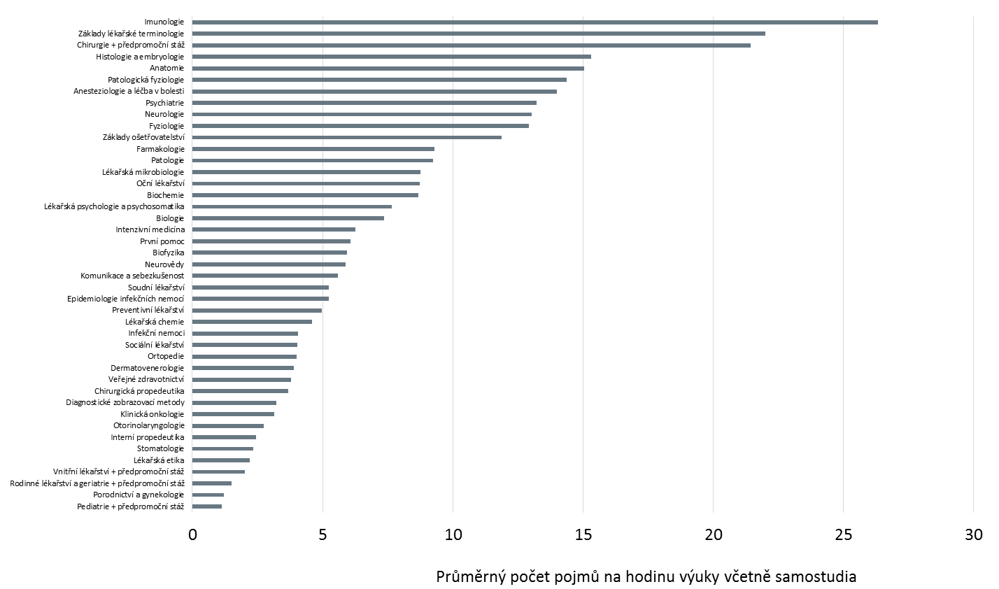 Imunologie
Základy lékařské terminologie
Chirurgie + předpromoční stáž
Histologie a embryologie
Anatomie
Patologická fyziologie
Anesteziologie a léčba v bolesti
Psychiatrie
Neurologie
Fyziologie
Základy ošetřovatelství
Farmakologie
Patologie
Lékařská mikrobiologie
Oční lékařství
Biochemie
Lékařská psychologie a psychosomatika
Biologie
Intenzivní medicína
První pomoc
Biofyzika
Neurovědy
Komunikace a sebezkušenost
Soudní lékařství
Epidemiologie infekčních nemocí
Preventivní lékařství
Lékařská chemie
Infekční nemoci
Sociální lékařství
Ortopedie
Dermatovenerologie
Veřejné zdravotnictví
Chirurgická propedeutika
Diagnostické zobrazovací metody
Klinická onkologie
Otorinolaryngologie
Interní propedeutika
Stomatologie
Lékařská etika
Vnitřní lékařství + předpromoční stáž
Rodinné lékařství a geriatrie + předpromoční stáž
Porodnictví a gynekologie
Pediatrie + předpromoční stáž
0 5 10 15 20 25 30
Průměrný počet pojmů na hodinu výuky včetně samostudia